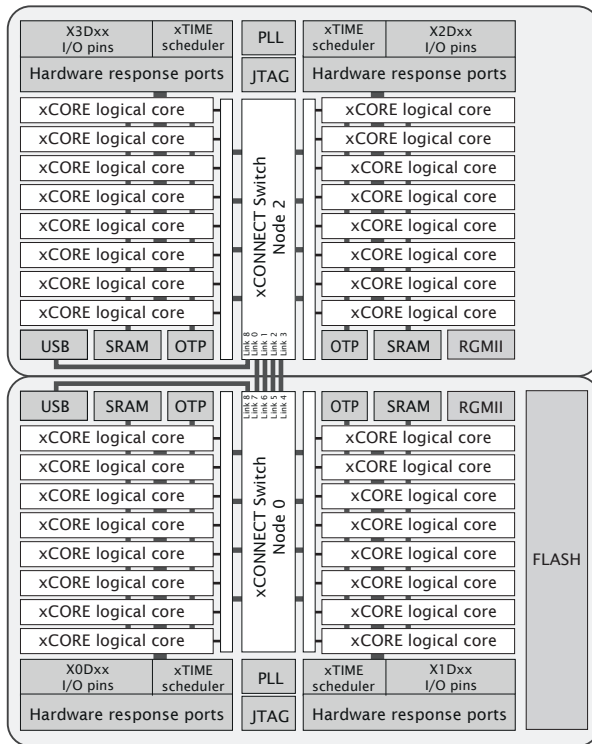 X3Dxx
I/O pins
xTIME
scheduler
PLL
xTIME
scheduler
X2Dxx
I/O pins
Hardware response ports
JTAG
Hardware response ports
xCORE logical core
xCORE logical core
xCORE logical core
xCORE logical core
xCORE logical core
xCORE logical core
xCORE logical core
xCORE logical core
xCONNECT Switch
Node 2
xCORE logical core
xCORE logical core
xCORE logical core
xCORE logical core
xCORE logical core
xCORE logical core
xCORE logical core
xCORE logical core
USB
SRAM
OTP
Link 8
Link 0
Link 1
Link 2
Link 3
OTP
SRAM
RGMII
USB
SRAM
OTP
Link 8
Link 7
Link 6
Link 5
Link 4
OTP
SRAM
RGMII
xCORE logical core
xCORE logical core
xCORE logical core
xCORE logical core
xCORE logical core
xCORE logical core
xCORE logical core
xCORE logical core
xCONNECT Switch
Node 0
xCORE logical core
xCORE logical core
xCORE logical core
xCORE logical core
xCORE logical core
xCORE logical core
xCORE logical core
xCORE logical core
FLASH
X0Dxx
I/O pins
xTIME
scheduler
PLL
xTIME
scheduler
X1Dxx
I/O pins
Hardware response ports
JTAG
Hardware response ports